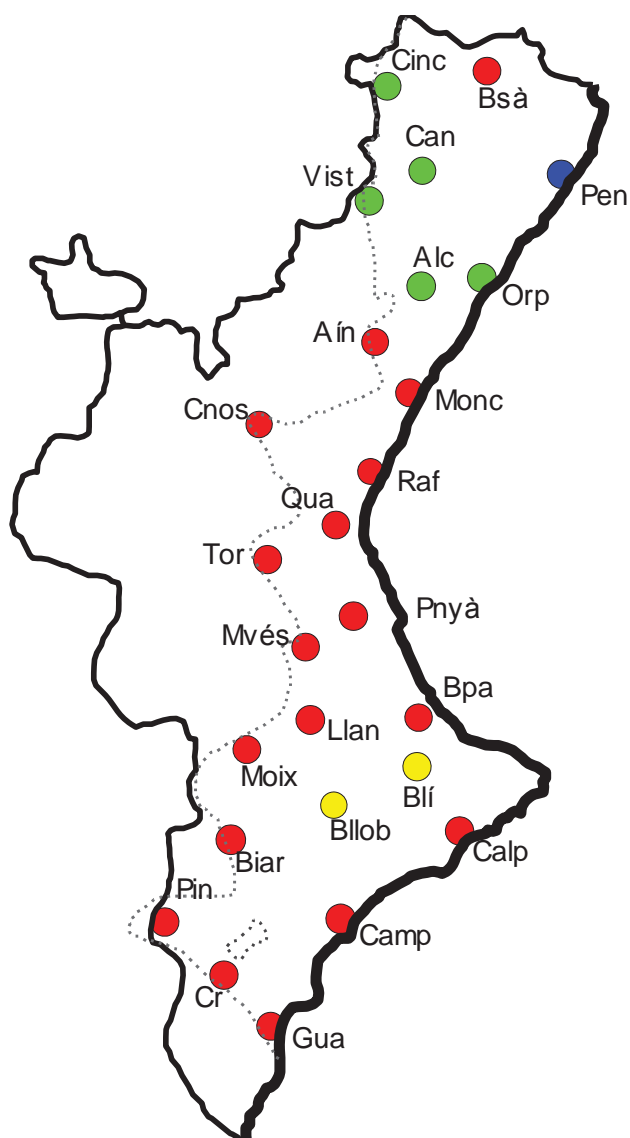 Cinc
Bsà
Can
Vist
Pen
Alc
Orp
Aín
Monc
Cnos
Raf
Qua
Tor
Pnyà
Mvés
Bpa
Llan
Moix
Blí
Bllob
Calp
Biar
Pin
Camp
Cr
Gua